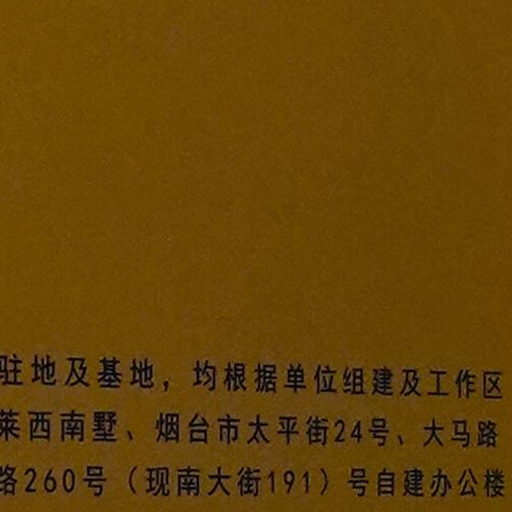 驻地及基地，均根据单位组建及工作区
莱西南墅、烟台市太平街24号、大马路
路260号（现南大街191）号自建办公楼